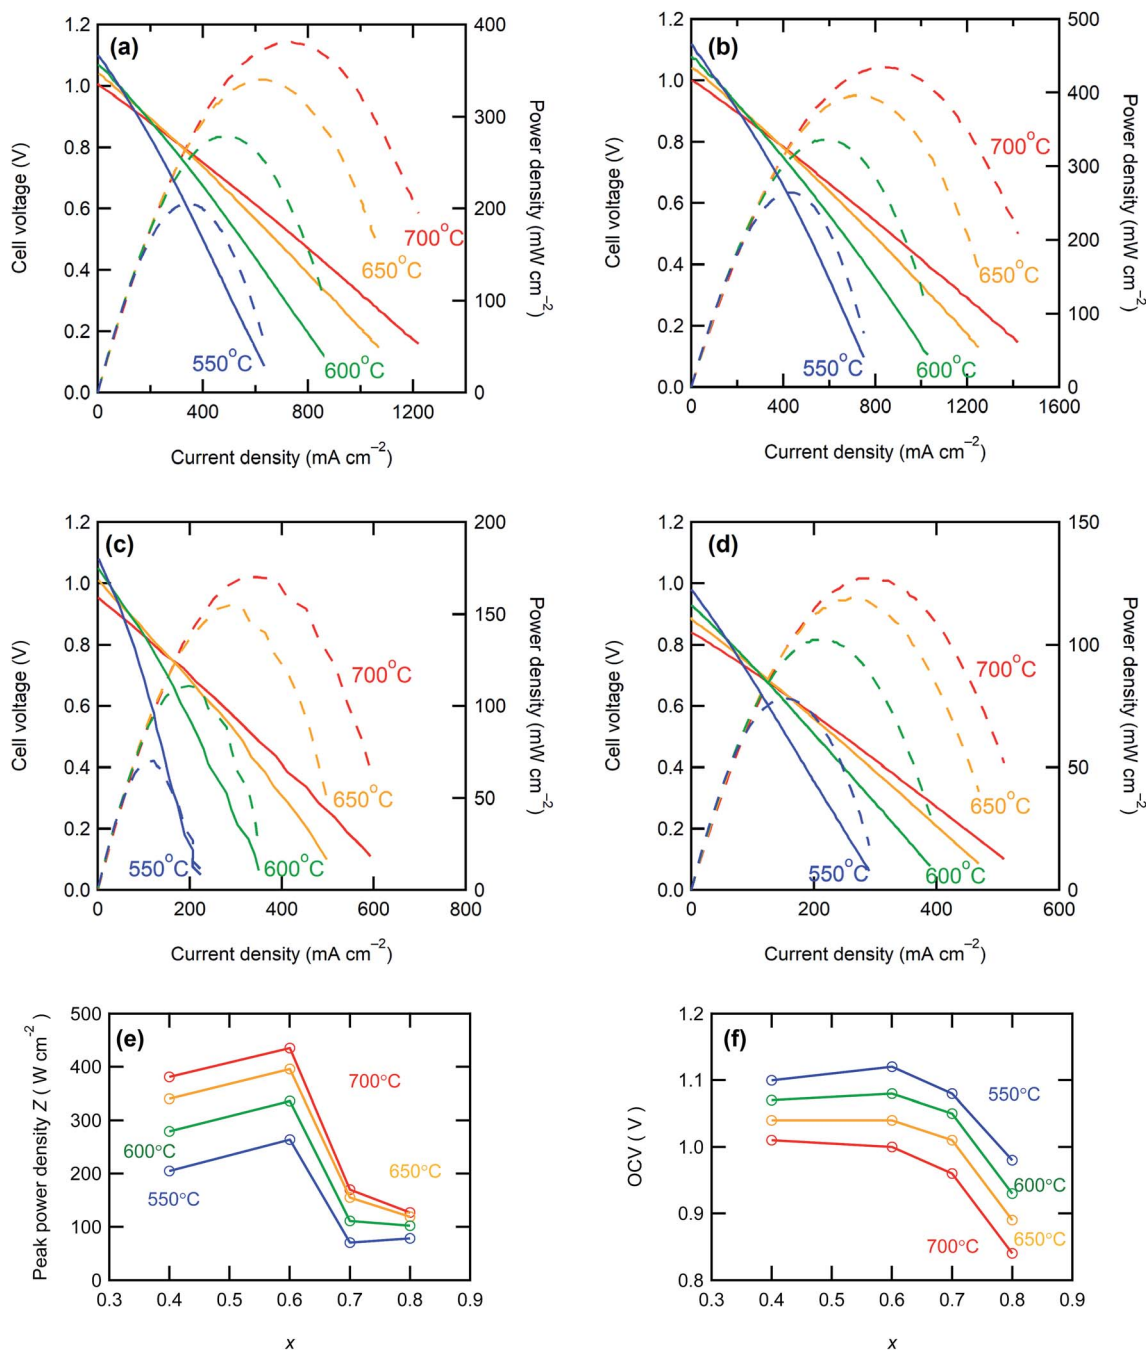 (a)
1.2
1.0
0.8
0.6
0.4
0.2
0.0
Cell voltage (V)
400
300
200
100
0
Power density (mW cm⁻²)
700°C
650°C
600°C
550°C
0
400
800
1200
Current density (mA cm⁻²)
(b)
1.2
1.0
0.8
0.6
0.4
0.2
0.0
Cell voltage (V)
500
400
300
200
100
0
Power density (mW cm⁻²)
700°C
650°C
550°C
600°C
0
400
800
1200
1600
Current density (mA cm⁻²)
(c)
1.2
1.0
0.8
0.6
0.4
0.2
0.0
Cell voltage (V)
200
150
100
50
0
Power density (mW cm⁻²)
700°C
650°C
550°C
600°C
0
200
400
600
800
Current density (mA cm⁻²)
(d)
1.2
1.0
0.8
0.6
0.4
0.2
0.0
Cell voltage (V)
150
100
50
0
Power density (mW cm⁻²)
700°C
650°C
550°C
600°C
0
200
400
600
Current density (mA cm⁻²)
(e)
500
400
300
200
100
0
Peak power density Z ( W cm⁻²)
700°C
600°C
650°C
550°C
0.3
0.4
0.5
0.6
0.7
0.8
0.9
x
(f)
1.2
1.1
1.0
0.9
0.8
OCV ( V )
550°C
600°C
650°C
700°C
0.3
0.4
0.5
0.6
0.7
0.8
0.9
x